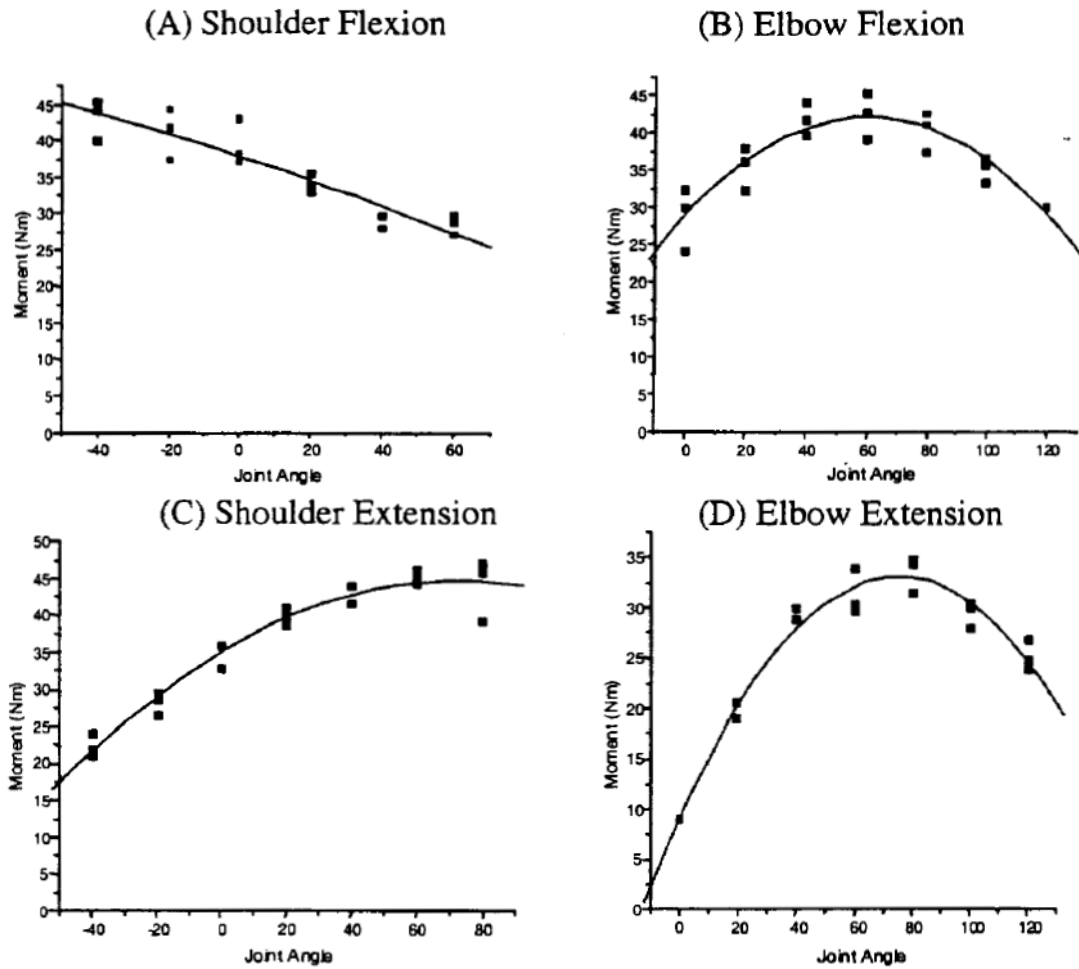 (A) Shoulder Flexion
45
40
35
30
25
20
15
10
5
0
Moment (Nm)
-40 -20 0 20 40 60
Joint Angle
(B) Elbow Flexion
45
40
35
30
25
20
15
10
5
0
Moment (Nm)
0 20 40 60 80 100 120
Joint Angle
(C) Shoulder Extension
50
45
40
35
30
25
20
15
10
5
0
Moment (Nm)
-40 -20 0 20 40 60 80
Joint Angle
(D) Elbow Extension
35
30
25
20
15
10
5
0
Moment (Nm)
0 20 40 60 80 100 120
Joint Angle